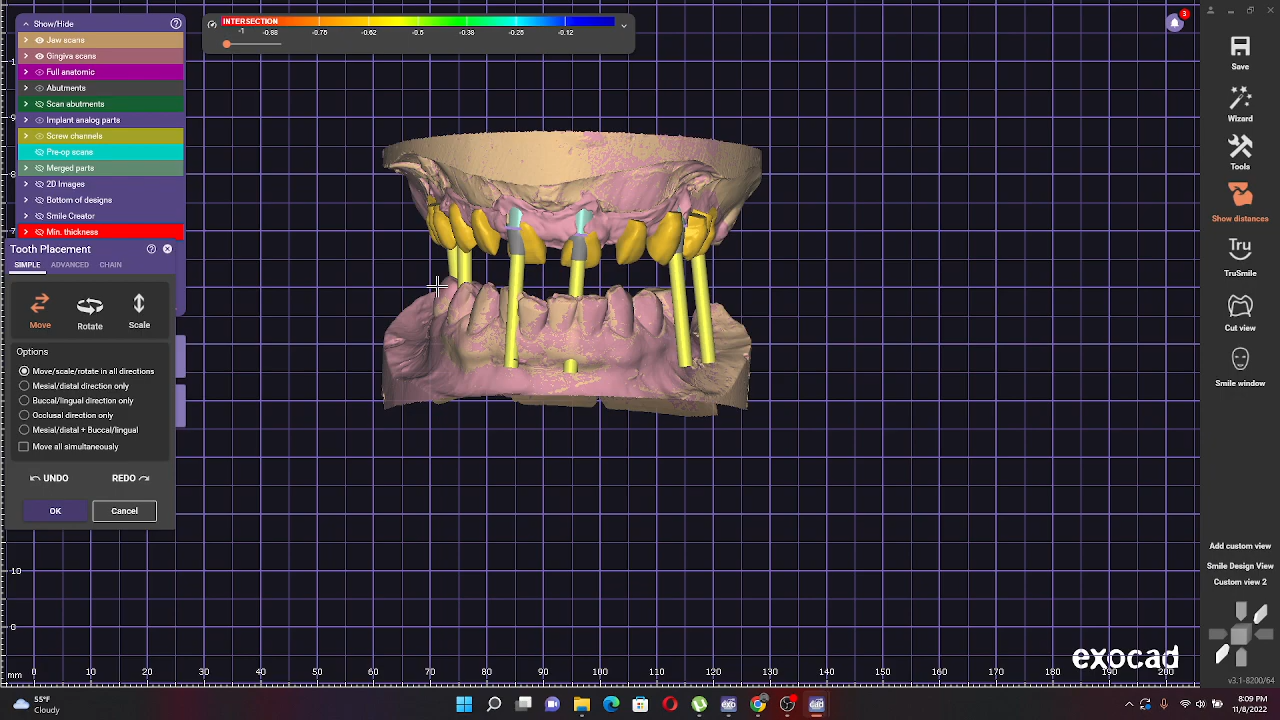 Show/Hide
Jaw scans
Gingiva scans
Full anatomic
Abutments
Scan abutments
Implant analog parts
Screw channels
Pre-op scans
Merged parts
2D Images
Bottom of designs
Smile Creator
Min. thickness
Tooth Placement
SIMPLE ADVANCED CHAIN
Move Rotate Scale
Options
Move/scale/rotate in all directions
Mesial/distal direction only
Buccal/lingual direction only
Occlusal direction only
Mesial/distal + Buccal/lingual
Move all simultaneously
UNDO REDO
OK Cancel
INTERSECTION
-1 -0.88 -0.75 -0.62 -0.5 -0.38 -0.25 -0.12
3
Save
Wizard
Tools
Show distances
Tru
TruSmile
Cut view
Smile window
Add custom view
Smile Design View
Custom view 2
exocad
v3.1-8200/64
10
0
mm 0 10 20 30 40 50 60 70 80 90 100 110 120 130 140 150 160 170 180 190 200
55°F
Cloudy
8:09 PM
11/8/2022